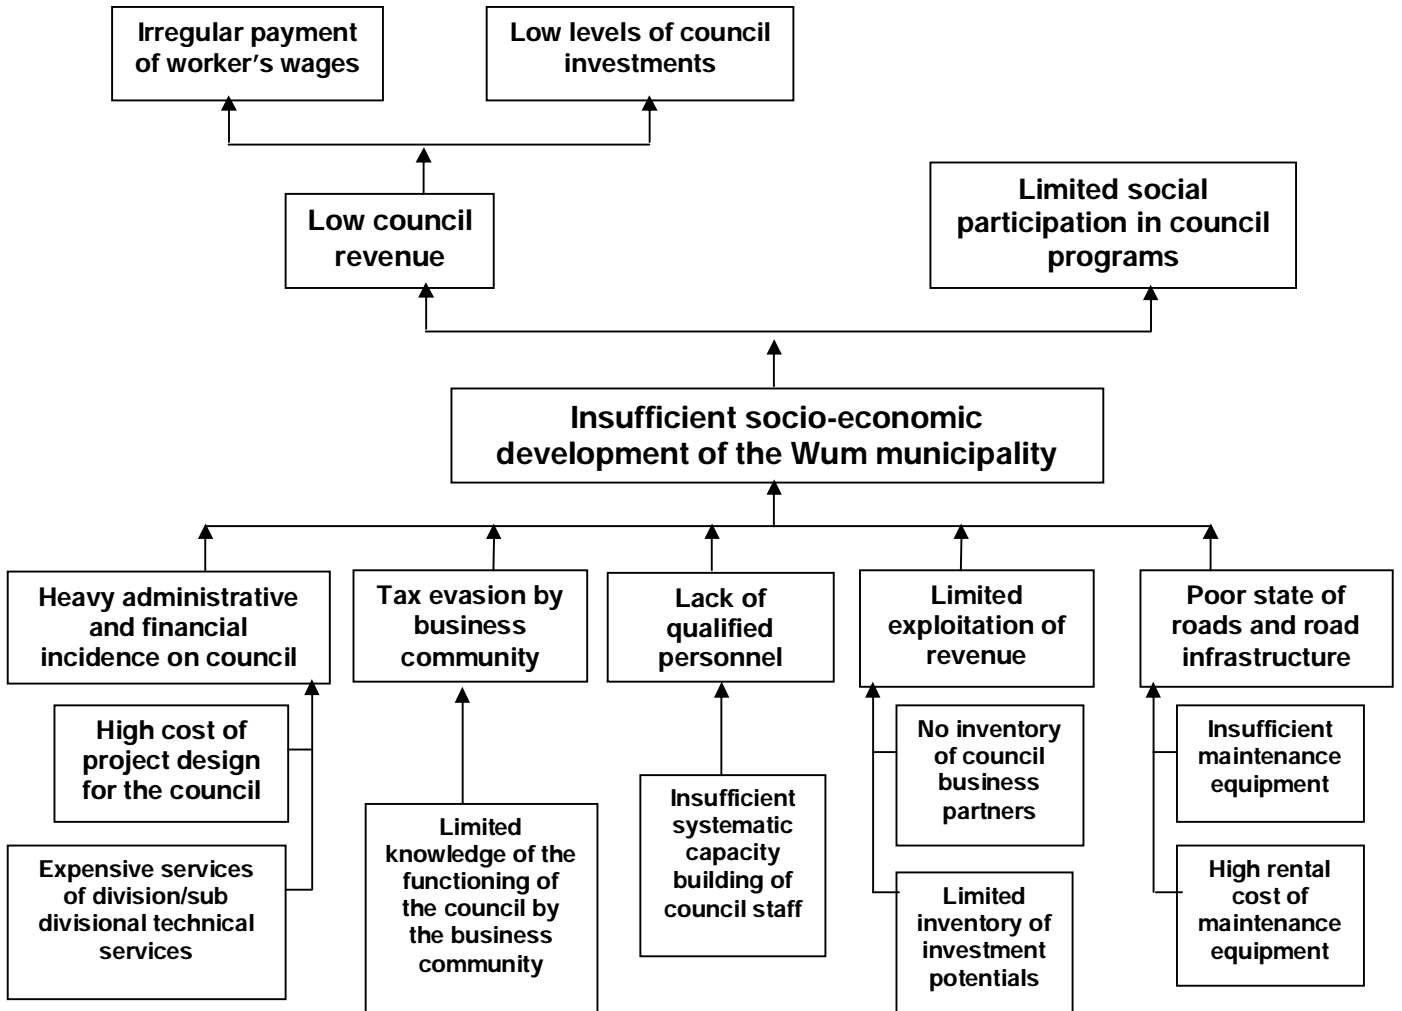 Irregular payment
of worker's wages
Low levels of council
investments
Low council
revenue
Limited social
participation in council
programs
Insufficient socio-economic
development of the Wum municipality
Heavy administrative
and financial
incidence on council
Tax evasion by
business
community
Lack of
qualified
personnel
Limited
exploitation of
revenue
Poor state of
roads and road
infrastructure
High cost of
project design
for the council
Expensive services
of division/sub
divisional technical
services
Limited
knowledge of the
functioning of
the council by
the business
community
Insufficient
systematic
capacity
building of
council staff
No inventory
of council
business
partners
Limited
inventory of
investment
potentials
Insufficient
maintenance
equipment
High rental
cost of
maintenance
equipment